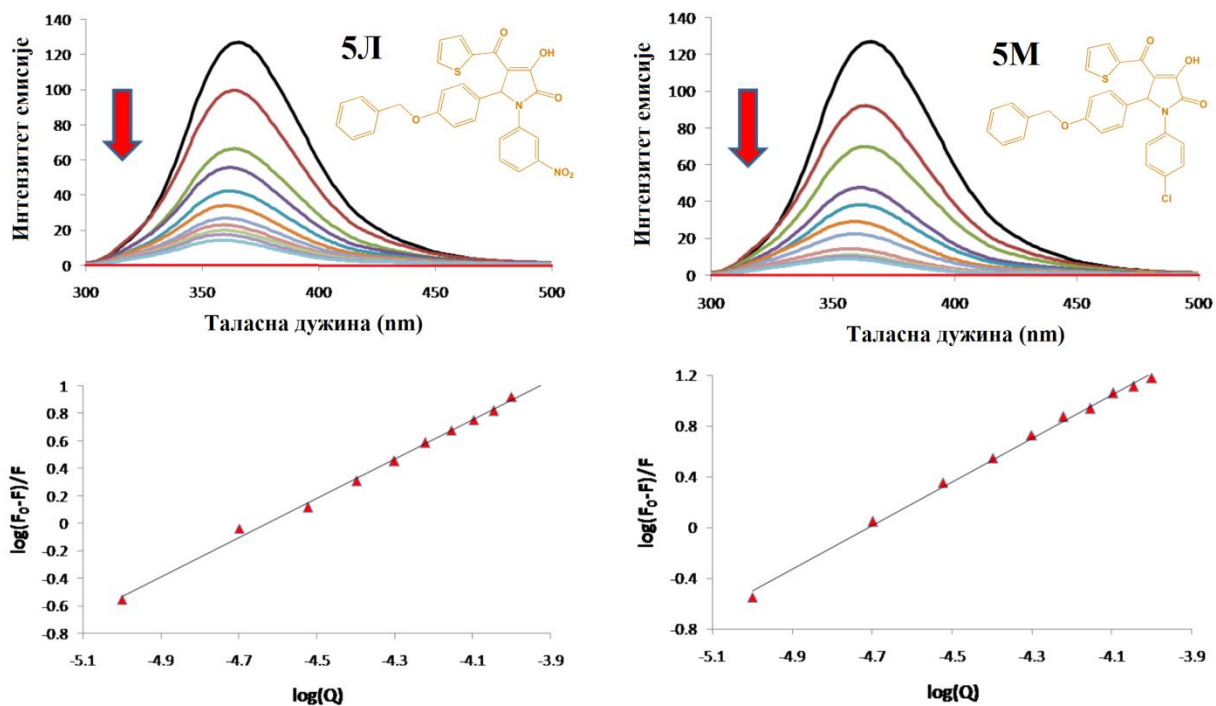 Интензитет емисије
140
120
100
80
60
40
20
0
300
350
400
450
500
Таласна дужина (nm)
5Л
O
OH
S
N
O
O
NO₂
Интензитет емисије
140
120
100
80
60
40
20
0
300
350
400
450
500
Таласна дужина (nm)
5М
O
OH
S
N
O
O
Cl
log(F₀-F)/F
1
0.8
0.6
0.4
0.2
0
-0.2
-0.4
-0.6
-0.8
-5.1
-4.9
-4.7
-4.5
-4.3
-4.1
-3.9
log(Q)
log(F₀-F)/F
1.2
0.8
0.4
0
-0.4
-0.8
-5.1
-4.9
-4.7
-4.5
-4.3
-4.1
-3.9
log(Q)